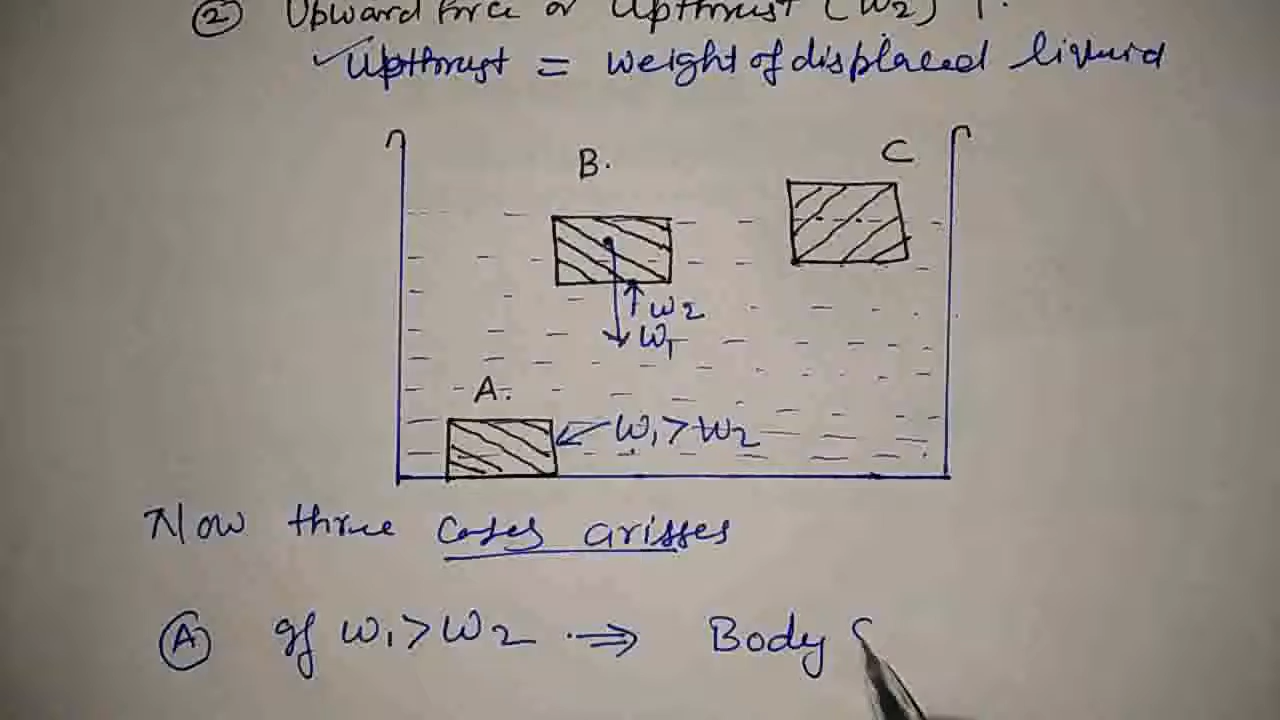 ② Upward force or Upthrust (W2) ↑.
Upthrust = weight of displaced liquid
B.
C
W2
W1
A.
W1 > W2
Now three Cases arisses
Ⓐ If W1 > W2 ⇒ Body S